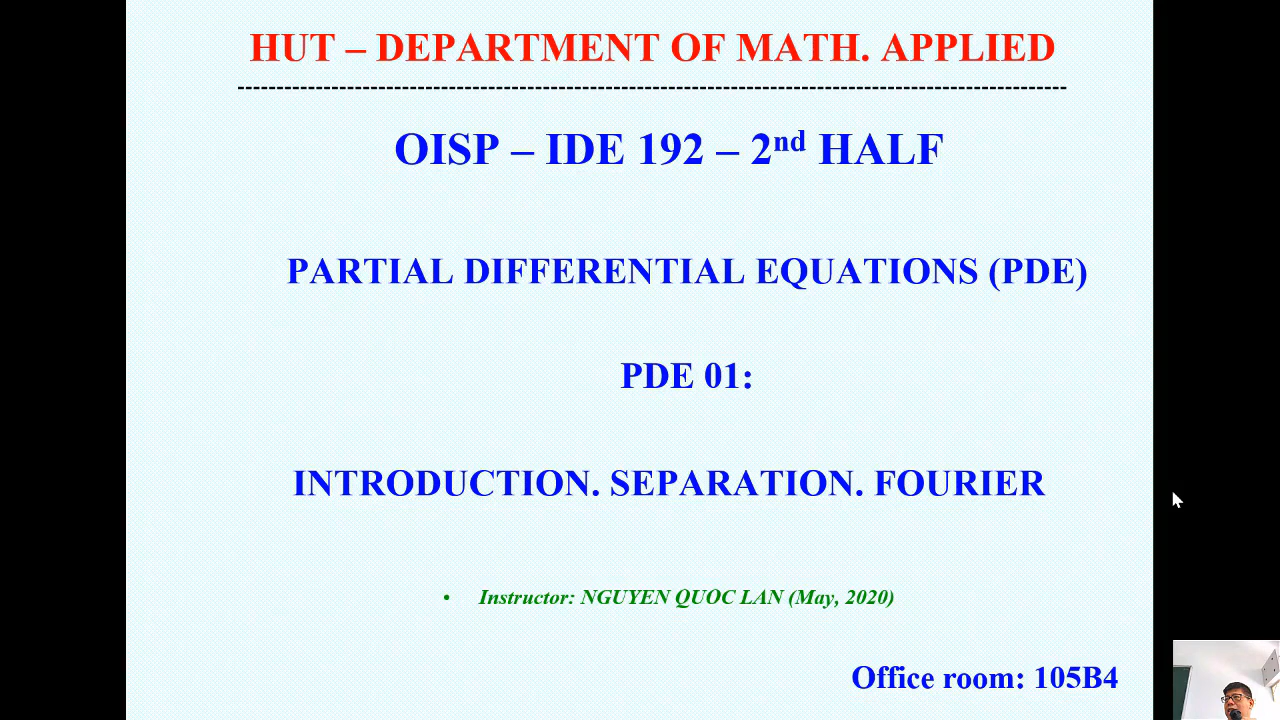 HUT – DEPARTMENT OF MATH. APPLIED
--------------------------------------------------------------------------------------------------------------
OISP – IDE 192 – 2nd HALF
PARTIAL DIFFERENTIAL EQUATIONS (PDE)
PDE 01:
INTRODUCTION. SEPARATION. FOURIER
• Instructor: NGUYEN QUOC LAN (May, 2020)
Office room: 105B4